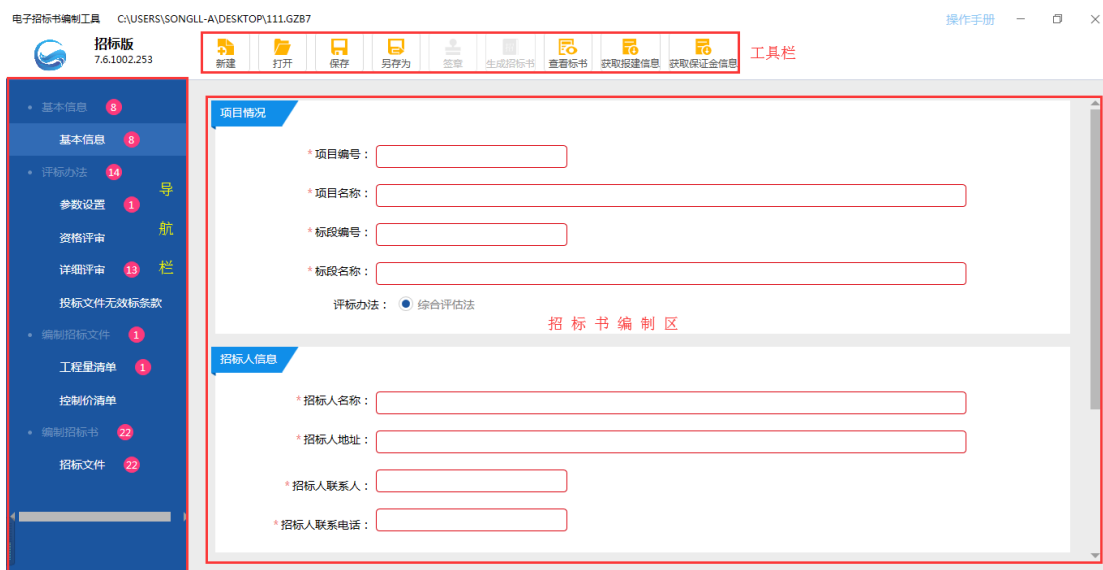 电子招标书编制工具 C:\USERS\SONGLL-A\DESKTOP\111.GZB7 操作手册
招标版
7.6.1002.253
新建 打开 保存 另存为 签章 生成招标书 查看标书 获取报建信息 获取保证金信息
工具栏
基本信息 8
基本信息 8
评标办法 14
参数设置 1
资格评审
详细评审 13
投标文件无效标条款
编制招标文件 1
工程量清单 1
控制价清单
编制招标书 22
招标文件 22
导
航
栏
项目情况
*项目编号：
*项目名称：
*标段编号：
*标段名称：
评标办法： 综合评估法
招标书编制区
招标人信息
*招标人名称：
*招标人地址：
*招标人联系人：
*招标人联系电话：